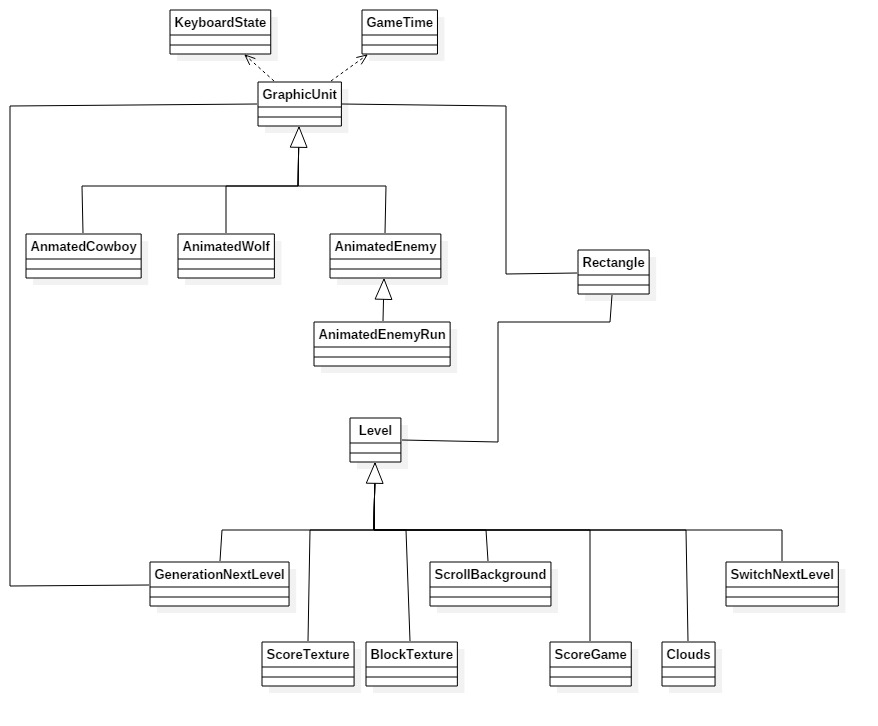 KeyboardState
GameTime
GraphicUnit
AnmatedCowboy
AnimatedWolf
AnimatedEnemy
Rectangle
AnimatedEnemyRun
Level
GenerationNextLevel
ScrollBackground
SwitchNextLevel
ScoreTexture
BlockTexture
ScoreGame
Clouds